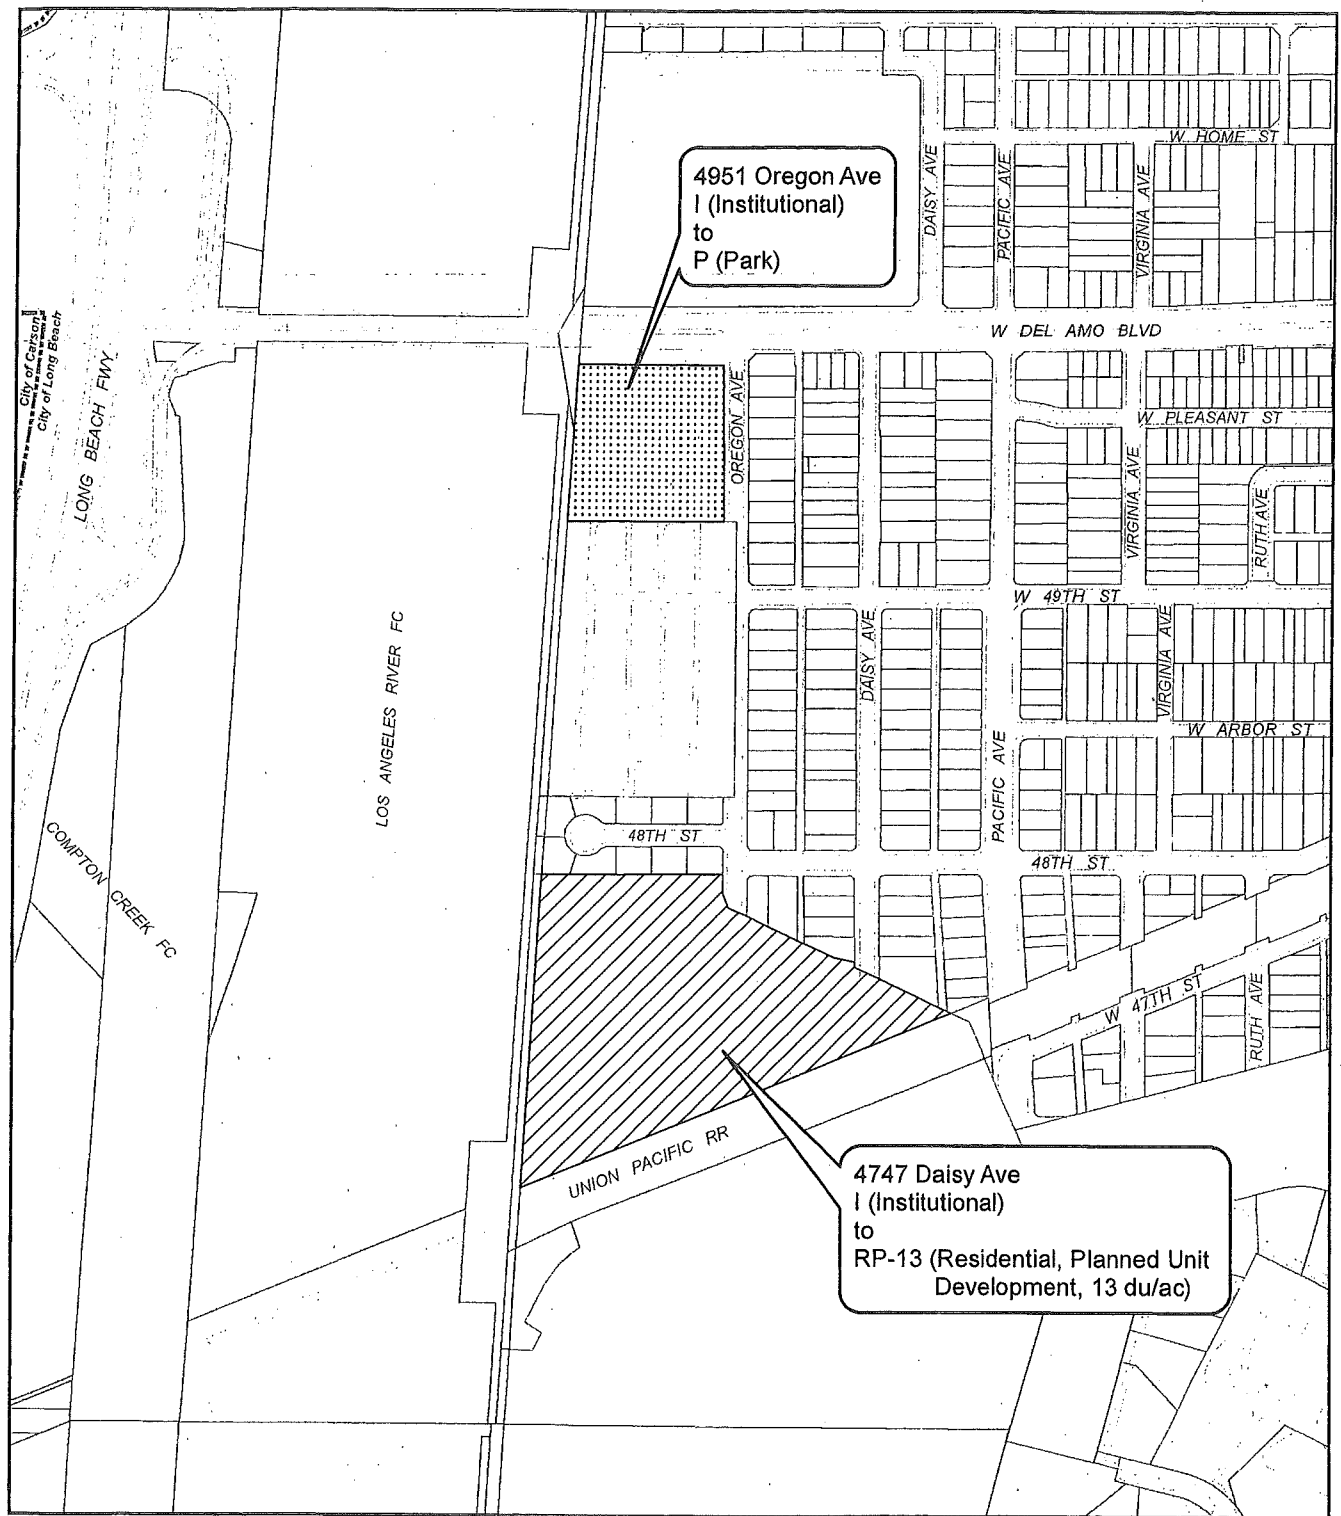 W HOME ST
4951 Oregon Ave
I (Institutional)
to
P (Park)
DAISY AVE
PACIFIC AVE
VIRGINIA AVE
City of Carson
City of Long Beach
LONG BEACH FWY
W DEL AMO BLVD
OREGON AVE
W PLEASANT ST
VIRGINIA AVE
RUTH AVE
W 49TH ST
LOS ANGELES RIVER FC
DAISY AVE
VIRGINIA AVE
W ARBOR ST
PACIFIC AVE
48TH ST
48TH ST
COMPTON CREEK FC
W 47TH ST
RUTH AVE
UNION PACIFIC RR
4747 Daisy Ave
I (Institutional)
to
RP-13 (Residential, Planned Unit
Development, 13 du/ac)